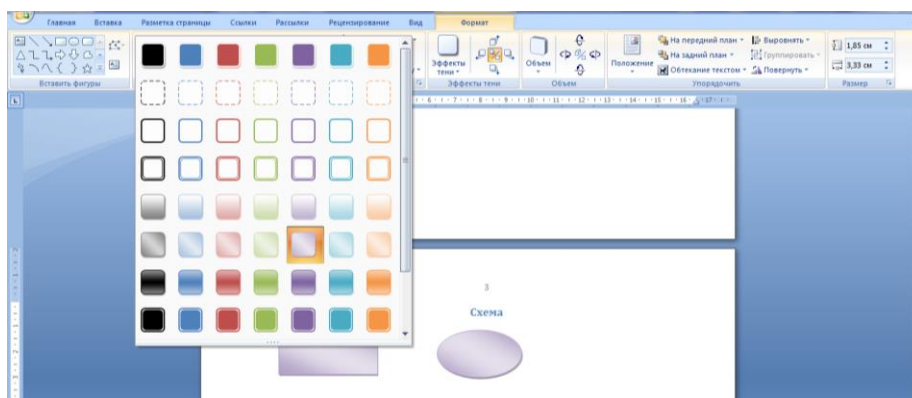 Главная Вставка Разметка страницы Ссылки Рассылки Рецензирование Вид Формат
Вставить фигуры
Эффекты тени
Эффекты тени
Объем
Объем
Положение
На передний план
На задний план
Обтекание текстом
Выровнять
Группировать
Повернуть
Упорядочить
1,85 см
3,33 см
Размер
3
Схема